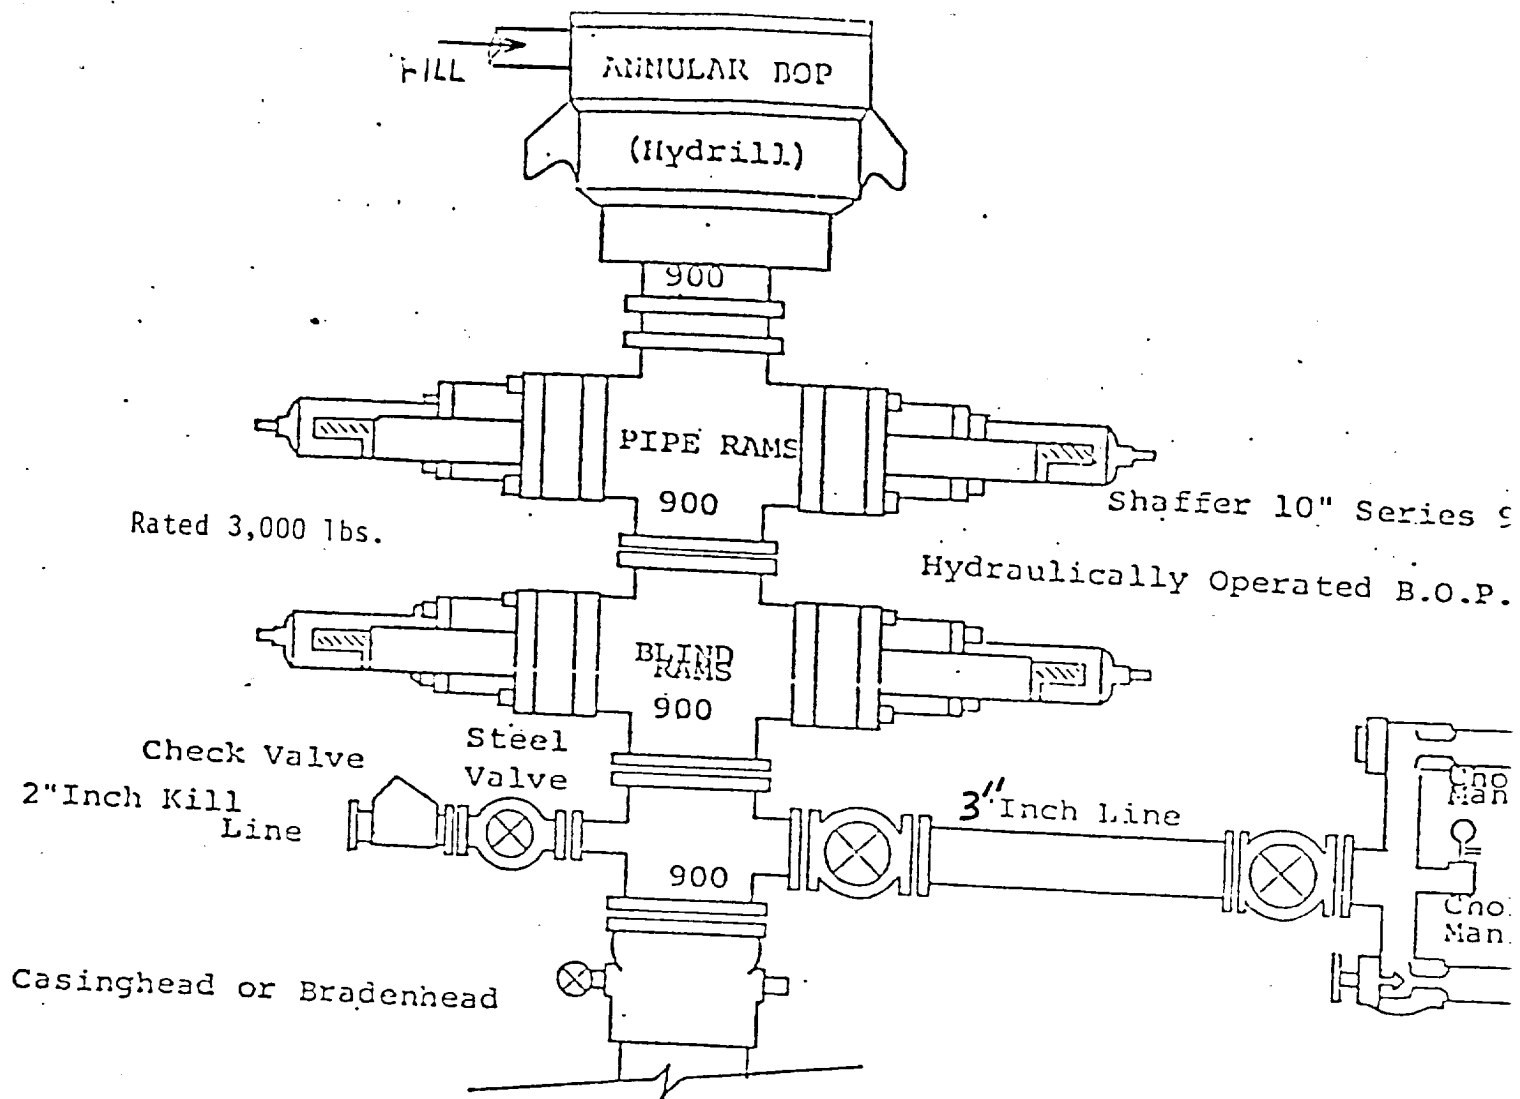 FILL
ANNULAR BOP
(Hydrill)
900
PIPE RAMS
900
Shaffer 10" Series
Rated 3,000 lbs.
Hydraulically Operated B.O.P.
BLIND
RAMS
900
Check Valve
Steel
Valve
2"Inch Kill
Line
3"Inch Line
900
Casinghead or Bradenhead